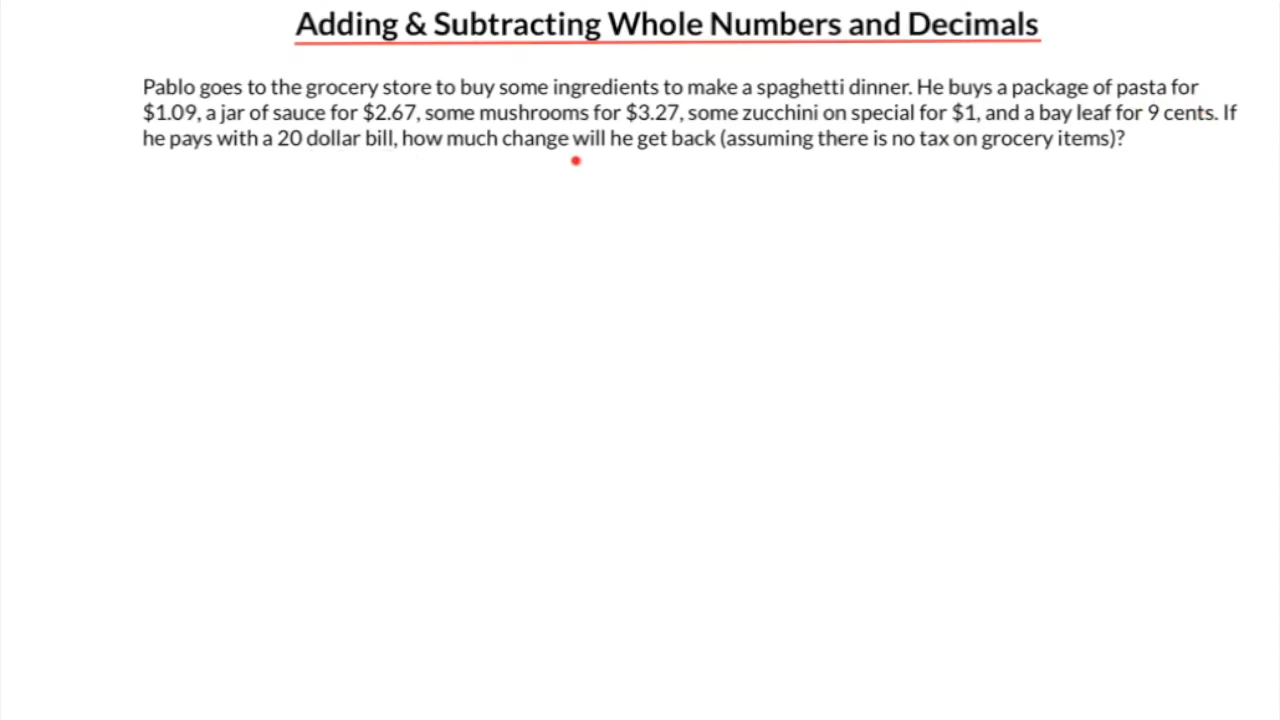 Adding & Subtracting Whole Numbers and Decimals
Pablo goes to the grocery store to buy some ingredients to make a spaghetti dinner. He buys a package of pasta for
$1.09, a jar of sauce for $2.67, some mushrooms for $3.27, some zucchini on special for $1, and a bay leaf for 9 cents. If
he pays with a 20 dollar bill, how much change will he get back (assuming there is no tax on grocery items)?